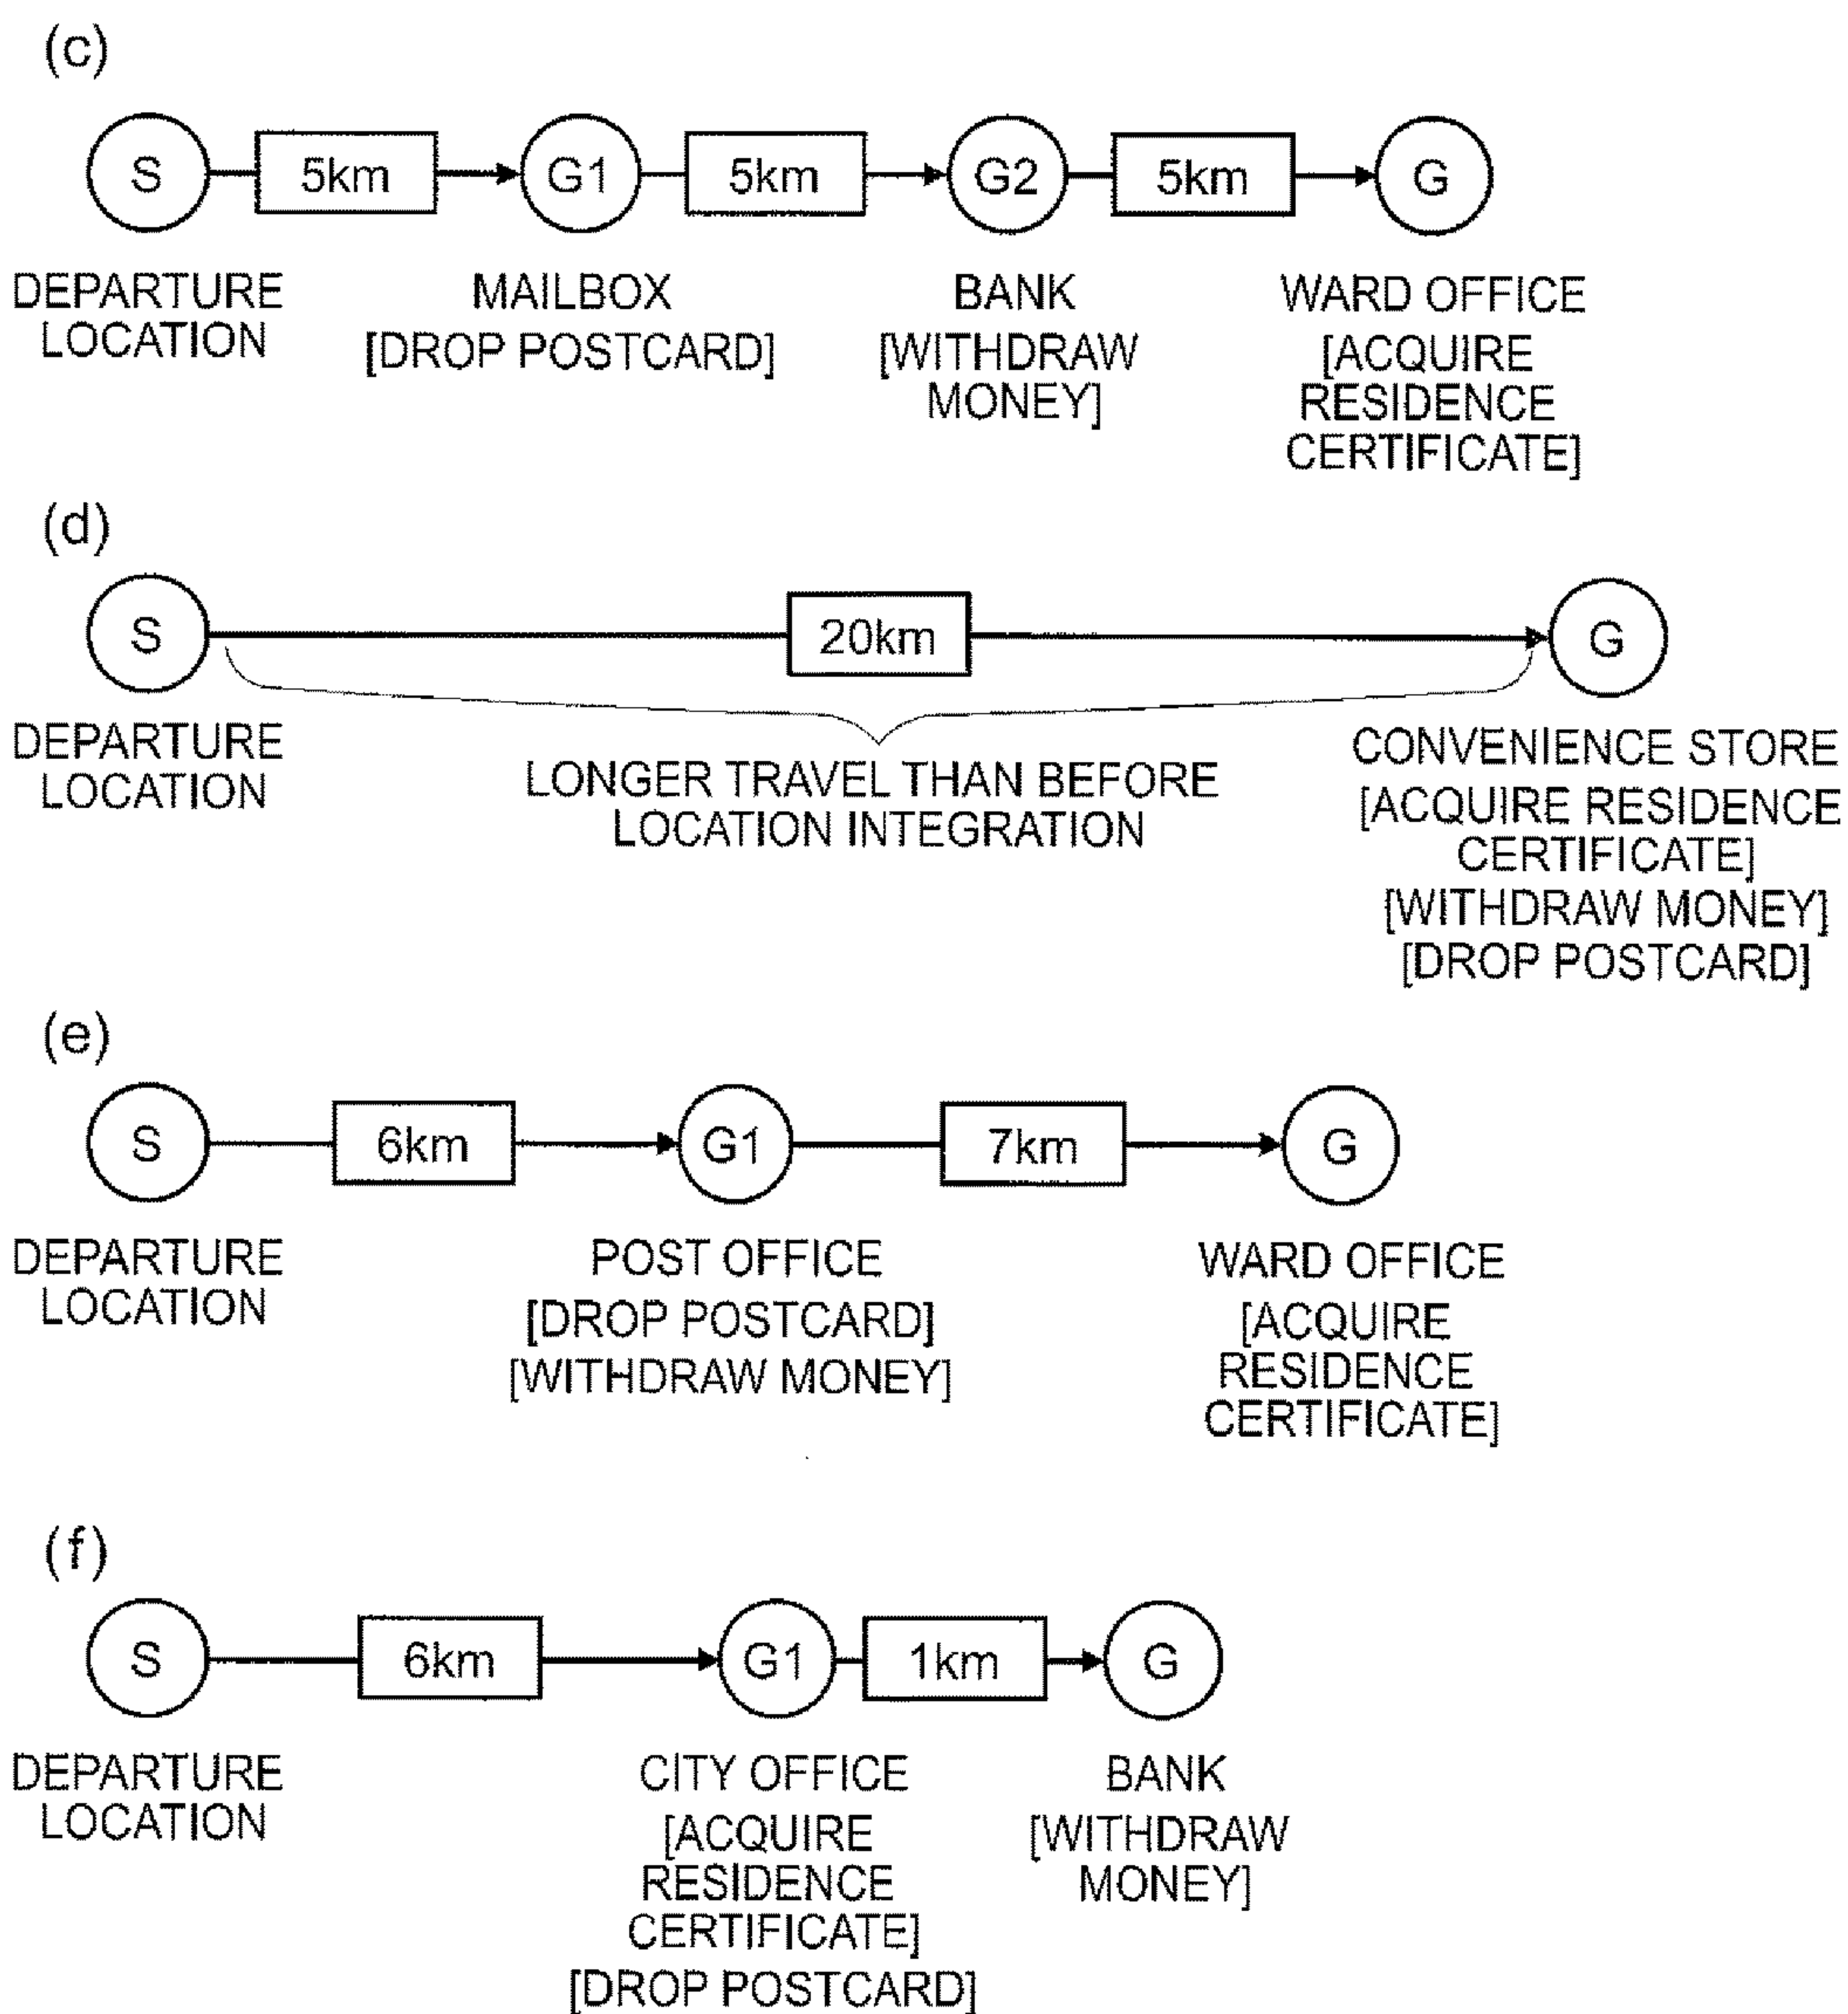 (c)
S 5km G1 5km G2 5km G
DEPARTURE LOCATION
MAILBOX
[DROP POSTCARD]
BANK
[WITHDRAW
MONEY]
WARD OFFICE
[ACQUIRE
RESIDENCE
CERTIFICATE]
(d)
S 20km G
DEPARTURE
LOCATION
LONGER TRAVEL THAN BEFORE
LOCATION INTEGRATION
CONVENIENCE STORE
[ACQUIRE RESIDENCE
CERTIFICATE]
[WITHDRAW MONEY]
[DROP POSTCARD]
(e)
S 6km G1 7km G
DEPARTURE
LOCATION
POST OFFICE
[DROP POSTCARD]
[WITHDRAW MONEY]
WARD OFFICE
[ACQUIRE
RESIDENCE
CERTIFICATE]
(f)
S 6km G1 1km G
DEPARTURE
LOCATION
CITY OFFICE
[ACQUIRE
RESIDENCE
CERTIFICATE]
[DROP POSTCARD]
BANK
[WITHDRAW
MONEY]